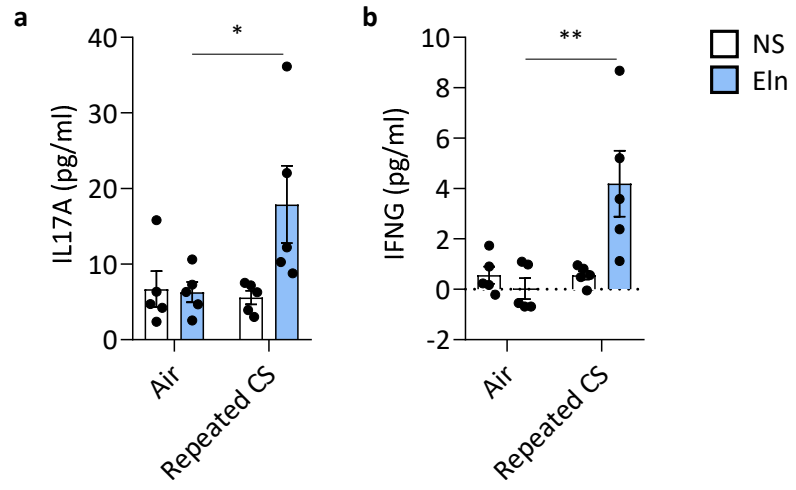 a
IL17A (pg/ml)
40
30
20
10
0
*
Air
Repeated CS
b
IFNG (pg/ml)
10
8
6
4
2
0
-2
**
Air
Repeated CS
NS
Eln